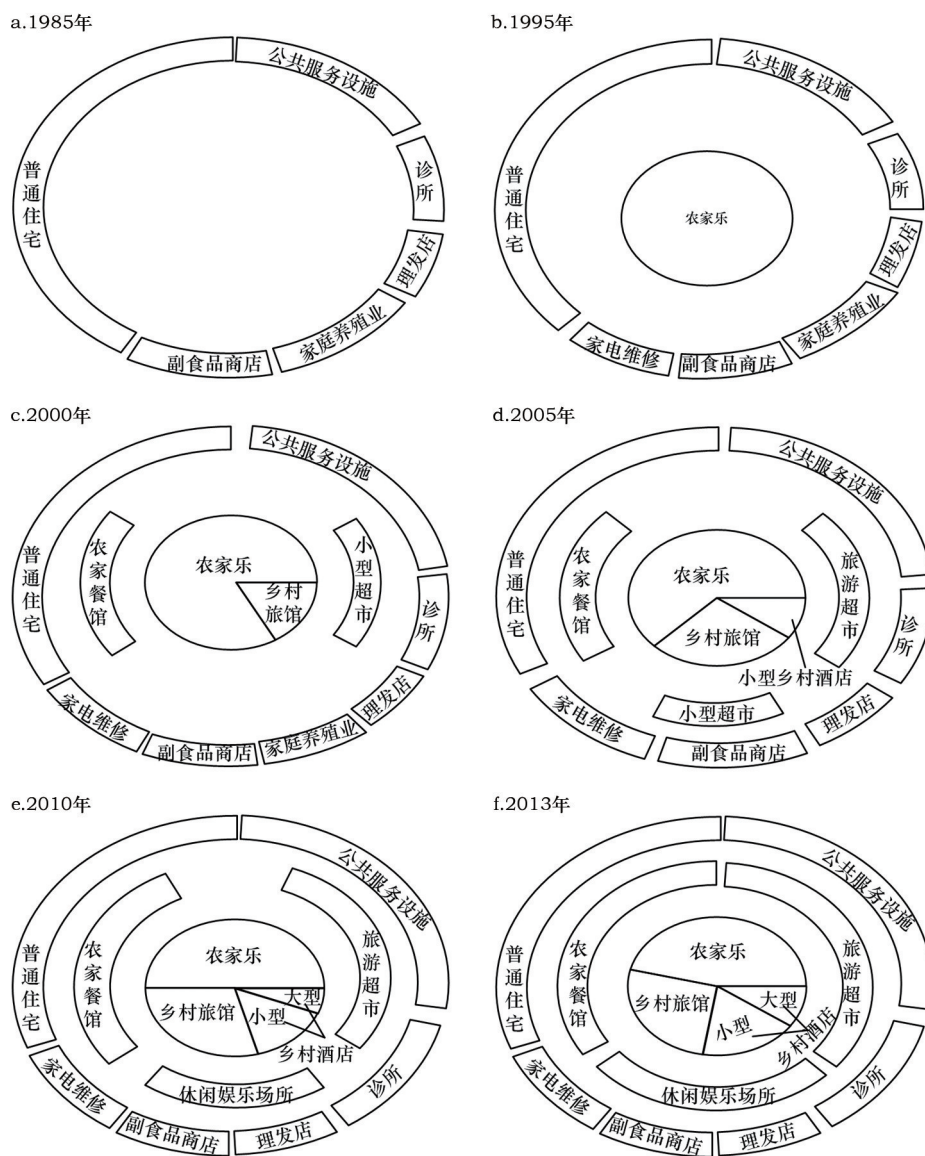 a.1985年
公共服务设施
诊所
理发店
家庭养殖业
副食品商店
普通住宅
b.1995年
公共服务设施
诊所
理发店
家庭养殖业
副食品商店
家电维修
普通住宅
农家乐
c.2000年
公共服务设施
诊所
理发店
家庭养殖业
副食品商店
家电维修
普通住宅
农家餐馆
小型超市
农家乐
乡村
旅馆
d.2005年
公共服务设施
诊所
理发店
副食品商店
家电维修
普通住宅
农家餐馆
旅游超市
小型超市
农家乐
乡村旅馆
小型乡村酒店
e.2010年
公共服务设施
诊所
理发店
副食品商店
家电维修
普通住宅
农家餐馆
旅游超市
休闲娱乐场所
农家乐
乡村旅馆
小型
大型
乡村酒店
f.2013年
公共服务设施
诊所
理发店
副食品商店
家电维修
普通住宅
农家餐馆
旅游超市
休闲娱乐场所
农家乐
乡村旅馆
小型
大型
乡村酒店